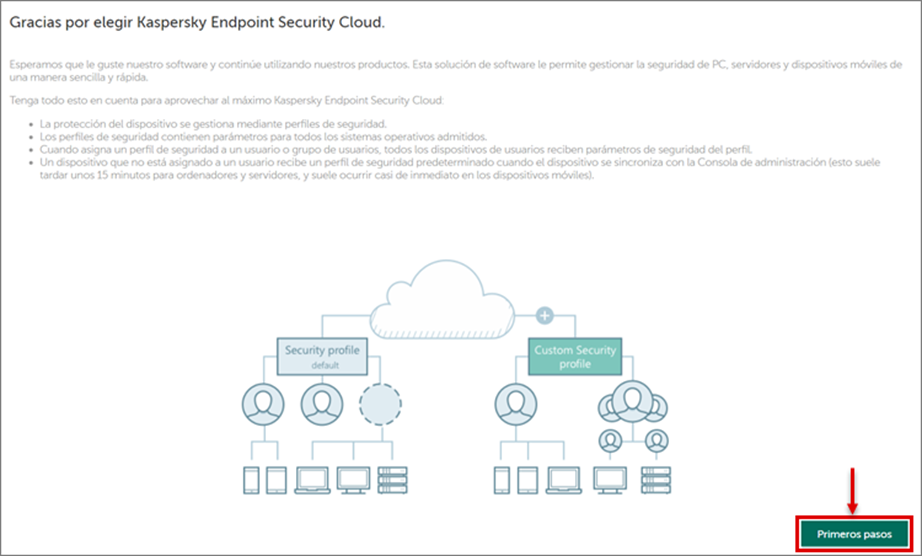 Gracias por elegir Kaspersky Endpoint Security Cloud.
Esperamos que le guste nuestro software y continúe utilizando nuestros productos. Esta solución de software le permite gestionar la seguridad de PC, servidores y dispositivos móviles de
una manera sencilla y rápida.
Tenga todo esto en cuenta para aprovechar al máximo Kaspersky Endpoint Security Cloud:
• La protección del dispositivo se gestiona mediante perfiles de seguridad.
• Los perfiles de seguridad contienen parámetros para todos los sistemas operativos admitidos.
• Cuando asigna un perfil de seguridad a un usuario o grupo de usuarios, todos los dispositivos de usuarios reciben parámetros de seguridad del perfil.
• Un dispositivo que no está asignado a un usuario recibe un perfil de seguridad predeterminado cuando el dispositivo se sincroniza con la Consola de administración (esto suele
tardar unos 15 minutos para ordenadores y servidores, y suele ocurrir casi de inmediato en los dispositivos móviles).
Security profile
default
Custom Security
profile
Primeros pasos